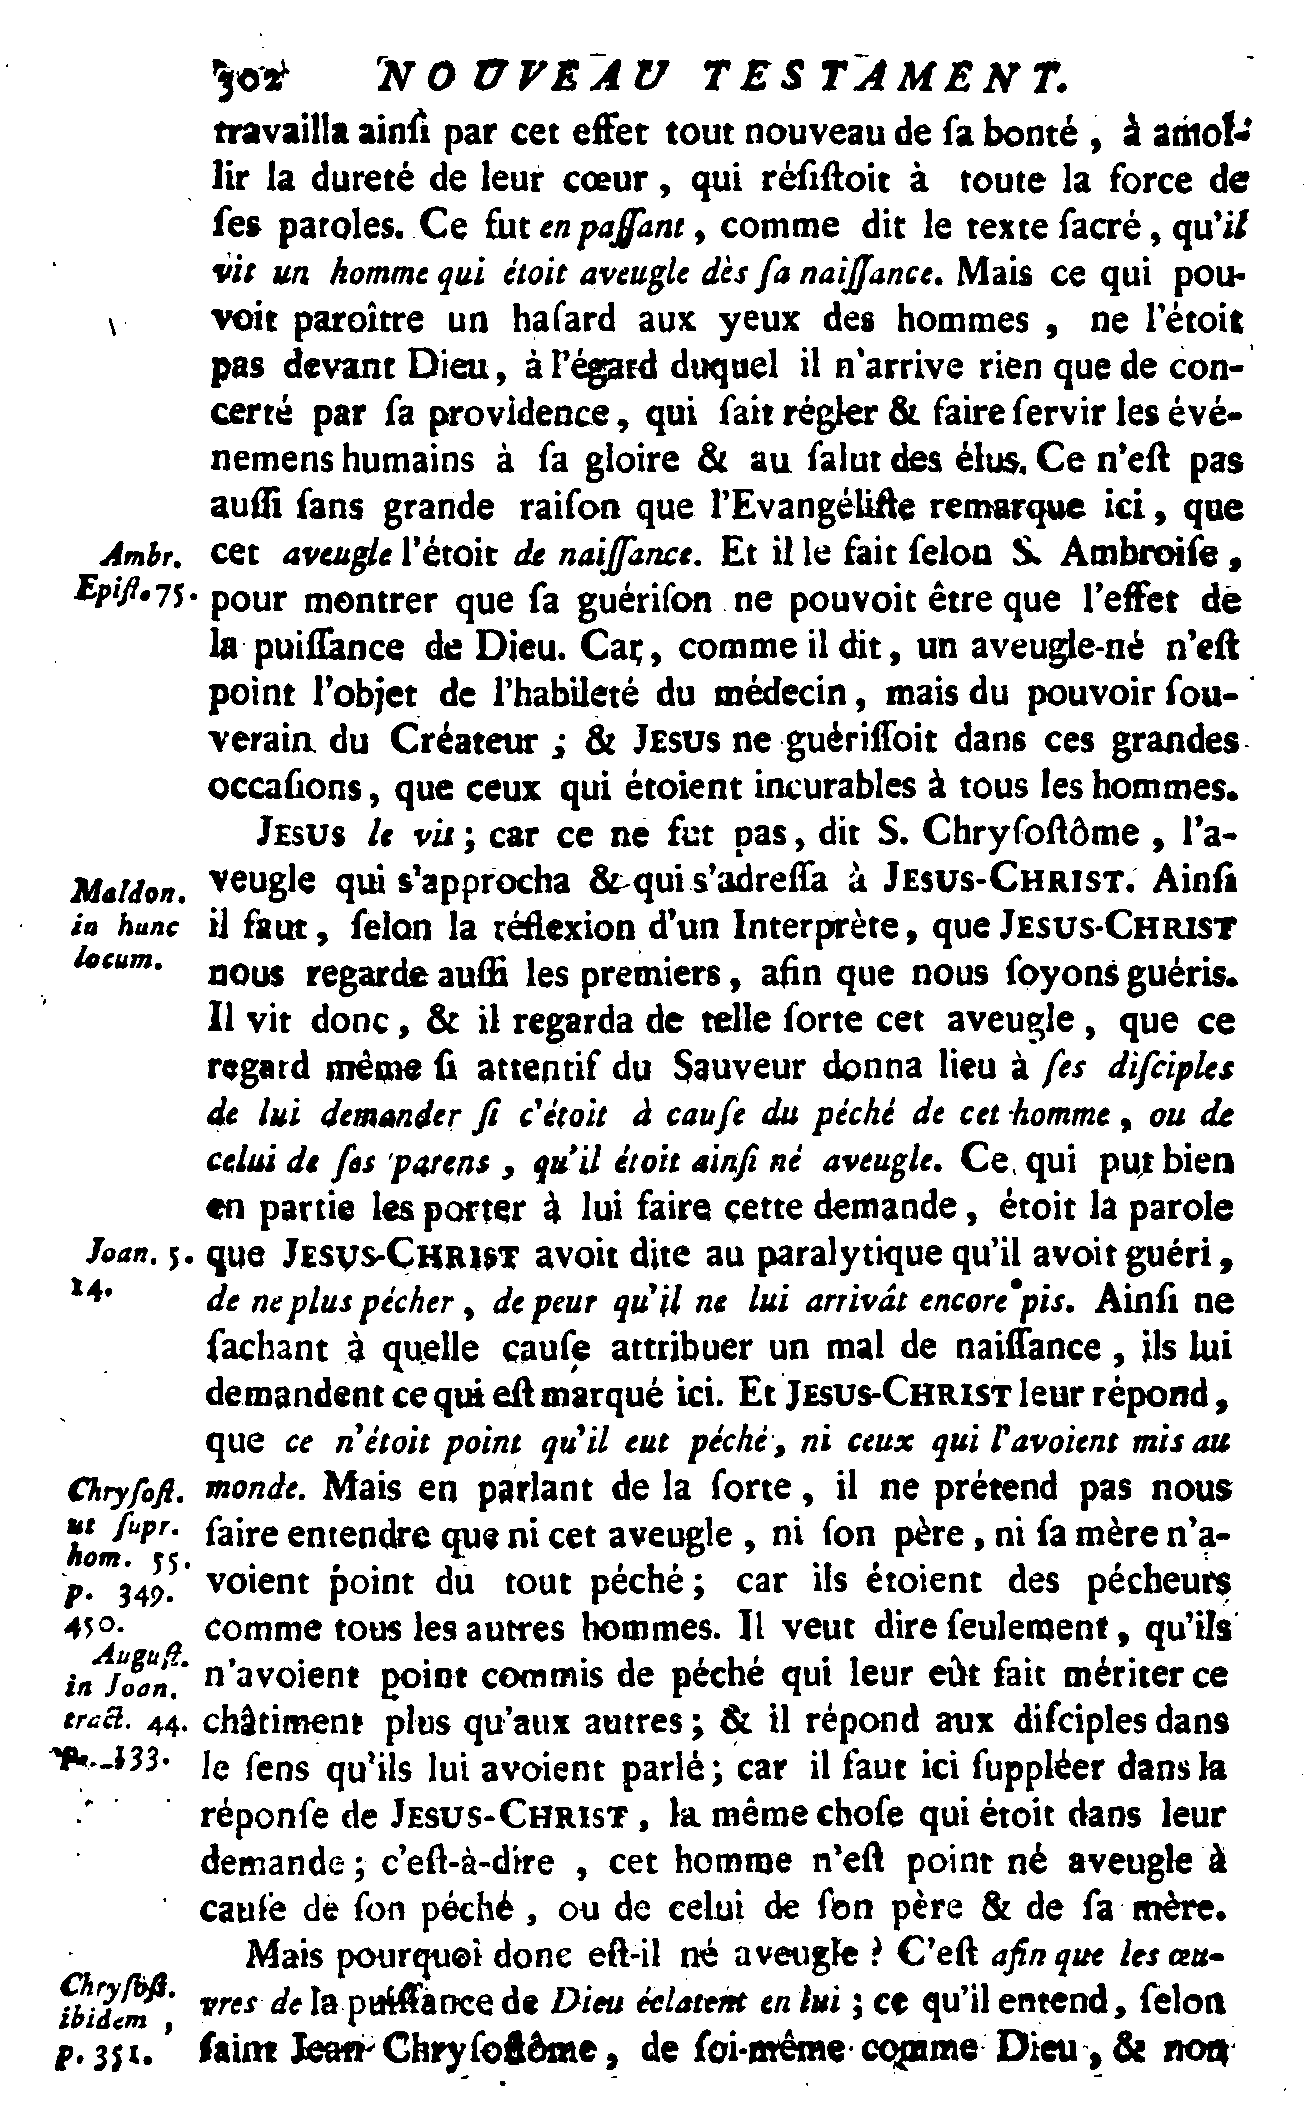 302 NOUVEAU TESTAMENT.
travailla ainſi par cet effet tout nouveau de ſa bonté, à amol-
lir la dureté de leur cœur, qui réſiſtoit à toute la force de
ſes paroles. Ce fut en paſſant, comme dit le texte ſacré, qu'il
vit un homme qui étoit aveugle dès ſa naiſſance. Mais ce qui pou-
voit paroître un haſard aux yeux des hommes, ne l'étoit
pas devant Dieu, à l'égard duquel il n'arrive rien que de con-
certé par ſa providence, qui ſait régler & faire ſervir les évé-
nemens humains à ſa gloire & au ſalut des élus. Ce n'eſt pas
auſſi ſans grande raiſon que l'Evangéliſte remarque ici, que
Ambr. cet aveugle l'étoit de naiſſance. Et il le fait ſelon S. Ambroiſe,
Epiſt. 75. pour montrer que ſa guériſon ne pouvoit être que l'effet de
la puiſſance de Dieu. Car, comme il dit, un aveugle-né n'eſt
point l'objet de l'habileté du médecin, mais du pouvoir ſou-
verain du Créateur ; & JESUS ne guériſſoit dans ces grandes
occaſions, que ceux qui étoient incurables à tous les hommes.
JESUS le vit ; car ce ne fut pas, dit S. Chryſoſtôme, l'a-
Maldon. veugle qui s'approcha & qui s'adreſſa à JESUS-CHRIST. Ainſi
in hunc il faut, ſelon la réflexion d'un Interprète, que JESUS-CHRIST
locum. nous regarde auſſi les premiers, afin que nous ſoyons guéris.
Il vit donc, & il regarda de telle ſorte cet aveugle, que ce
regard même ſi attentif du Sauveur donna lieu à ſes diſciples
de lui demander ſi c'étoit à cauſe du péché de cet homme, ou de
celui de ſes parens, qu'il étoit ainſi né aveugle. Ce qui put bien
en partie les porter à lui faire cette demande, étoit la parole
Joan. 5. que JESUS-CHRIST avoit dite au paralytique qu'il avoit guéri,
14. de ne plus pécher, de peur qu'il ne lui arrivât encore pis. Ainſi ne
ſachant à quelle cauſe attribuer un mal de naiſſance, ils lui
demandent ce qui eſt marqué ici. Et JESUS-CHRIST leur répond,
que ce n'étoit point qu'il eut péché, ni ceux qui l'avoient mis au
Chryſoſt. monde. Mais en parlant de la ſorte, il ne prétend pas nous
ut ſupr. faire entendre que ni cet aveugle, ni ſon père, ni ſa mère n'a-
hom. 55.
p. 349. voient point du tout péché ; car ils étoient des pécheurs
450. comme tous les autres hommes. Il veut dire ſeulement, qu'ils
Auguſt.
in Joan. n'avoient point commis de péché qui leur eût fait mériter ce
tract. 44. châtiment plus qu'aux autres ; & il répond aux diſciples dans
p. 133. le ſens qu'ils lui avoient parlé ; car il faut ici ſuppléer dans la
réponſe de JESUS-CHRIST, la même choſe qui étoit dans leur
demande ; c'eſt-à-dire, cet homme n'eſt point né aveugle à
cauſe de ſon péché, ou de celui de ſon père & de ſa mère.
Mais pourquoi donc eſt-il né aveugle ? C'eſt afin que les œu-
Chryſoſt. vres de la puiſſance de Dieu éclatent en lui ; ce qu'il entend, ſelon
ibidem,
p. 351. ſaint Jean Chryſoſtôme, de ſoi-même comme Dieu, & non